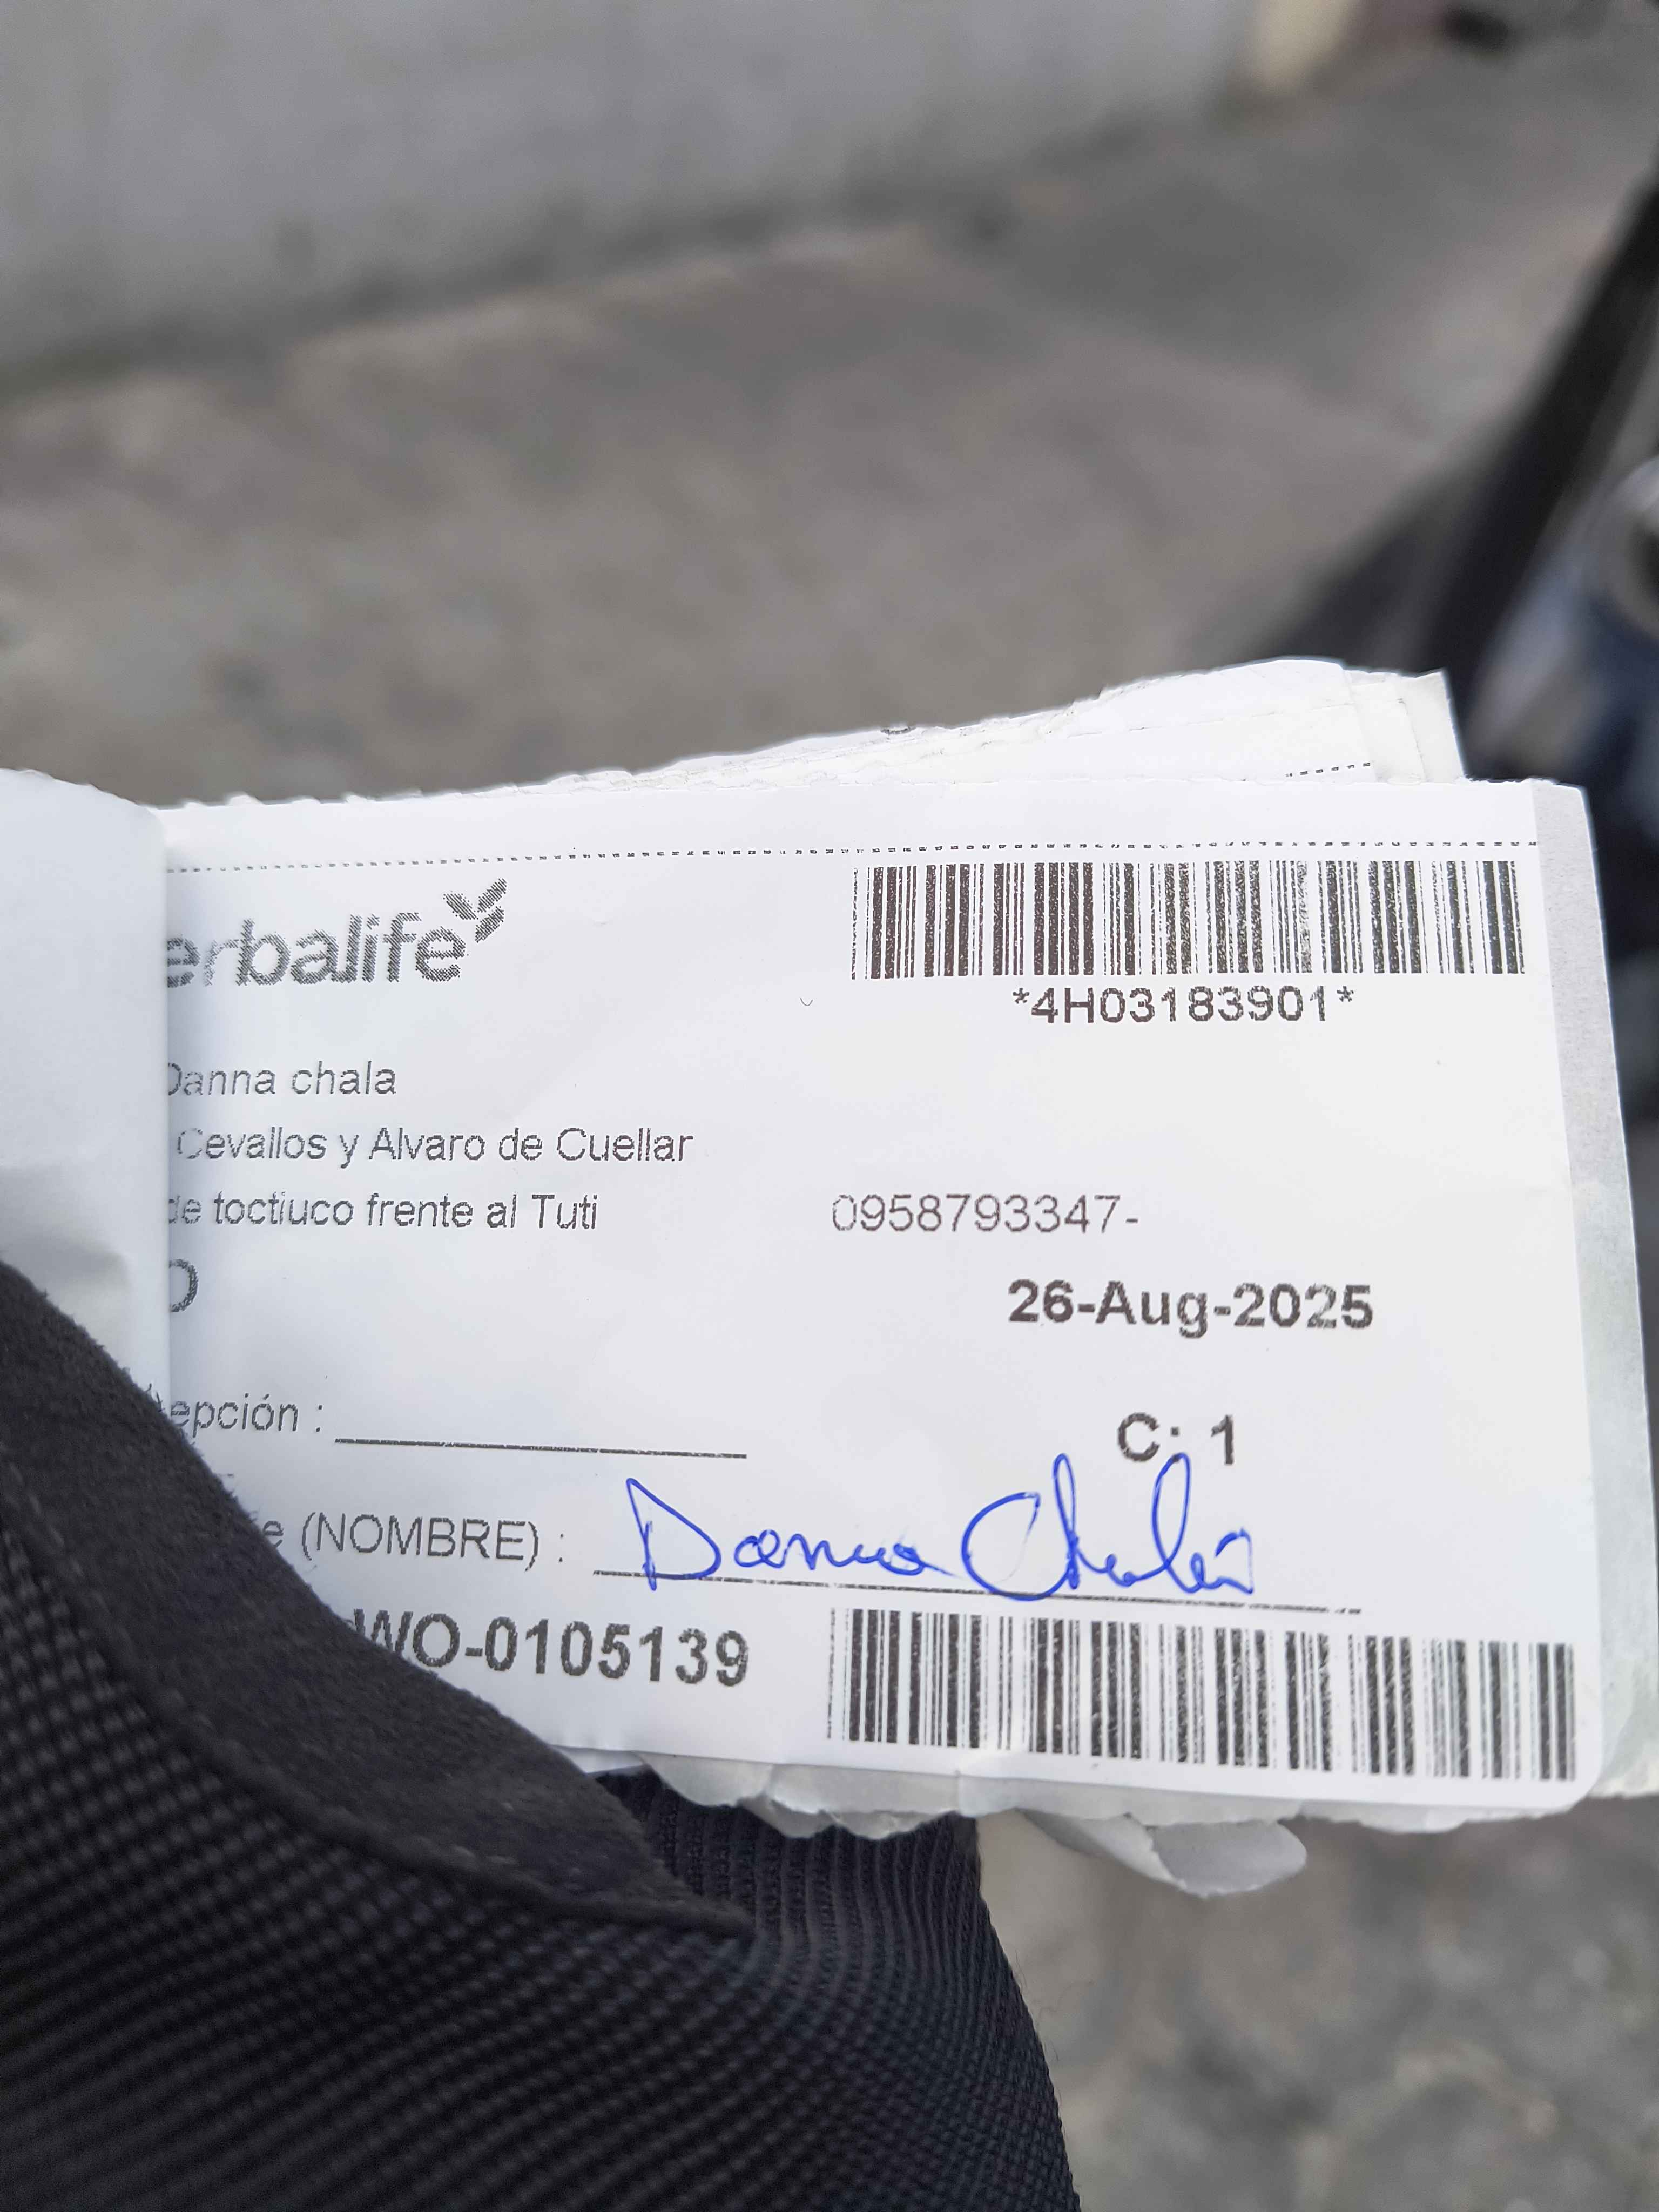 erbalife
*4H03183901*
Danna chala
Cevallos y Alvaro de Cuellar
de toctiuco frente al Tuti
0958793347-
O
26-Aug-2025
epción :
C: 1
e (NOMBRE) : Danna Chala
WO-0105139